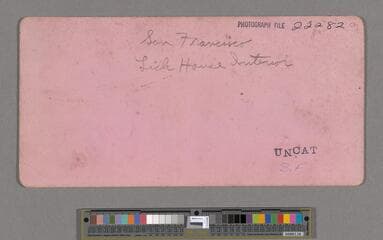 PHOTOGRAPH FILE 22282
San Francisco
Lick House Interior
UNCAT
S.F.